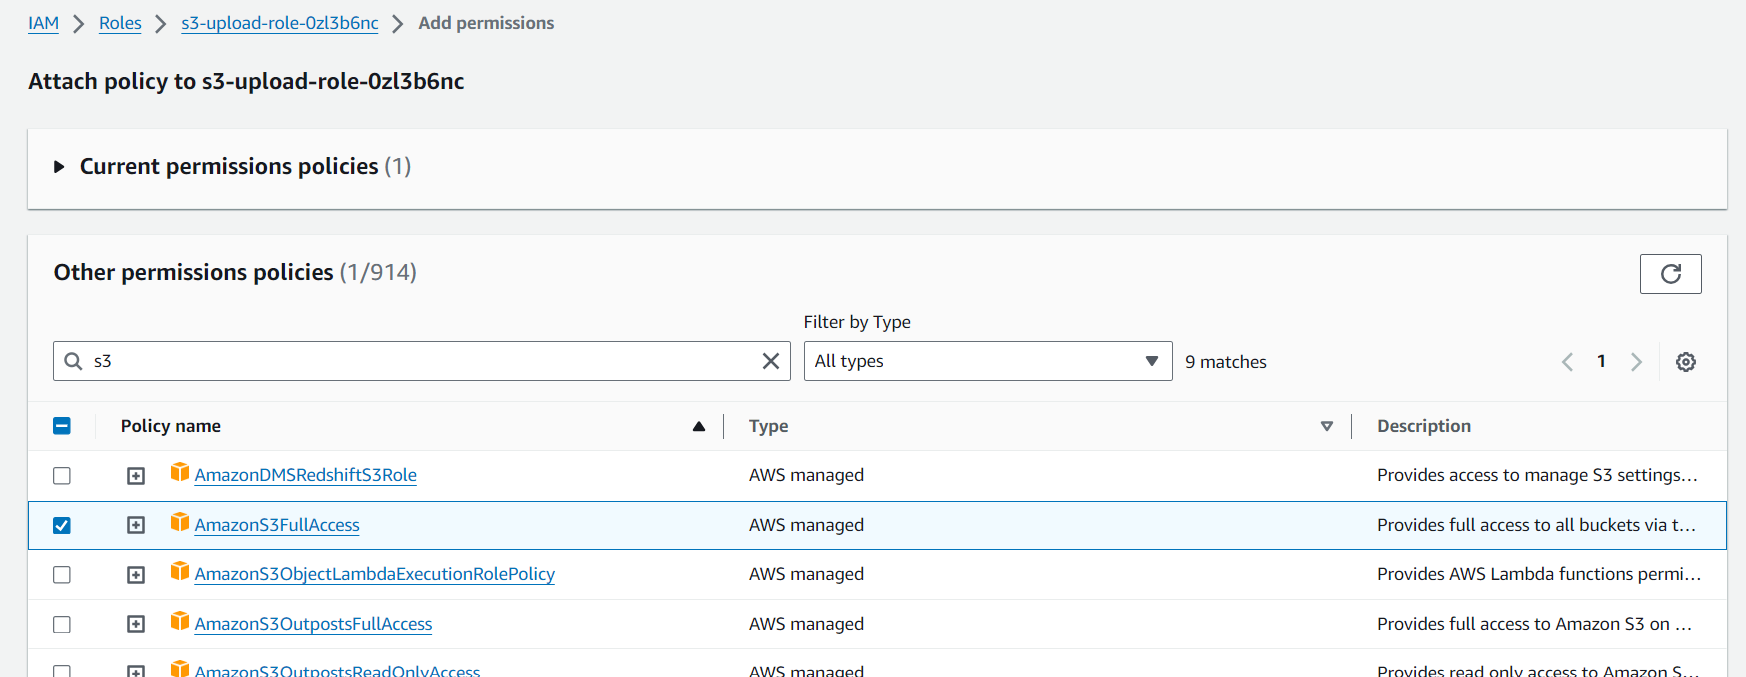 IAM > Roles > s3-upload-role-0zl3b6nc > Add permissions
Attach policy to s3-upload-role-0zl3b6nc
Current permissions policies (1)
Other permissions policies (1/914)
Filter by Type
s3 All types 9 matches 1
Policy name Type Description
AmazonDMSRedshiftS3Role AWS managed Provides access to manage S3 settings...
AmazonS3FullAccess AWS managed Provides full access to all buckets via t...
AmazonS3ObjectLambdaExecutionRolePolicy AWS managed Provides AWS Lambda functions permi...
AmazonS3OutpostsFullAccess AWS managed Provides full access to Amazon S3 on ...
AmazonS3OutpostsReadOnlyAccess AWS managed Provides read only access to Amazon S...